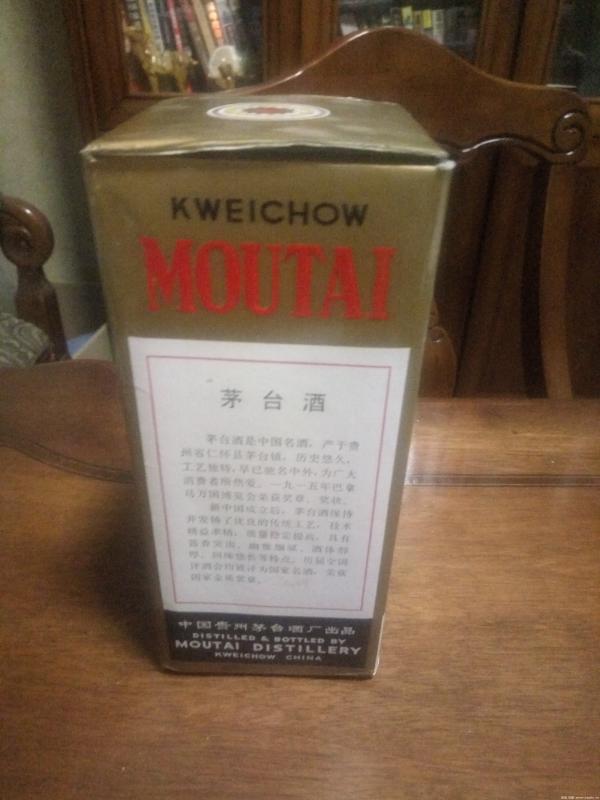 KWEICHOW
MOUTAI
茅台酒
茅台酒是中国名酒，产于贵
州省仁怀县茅台镇，历史悠久，
工艺独特，早已驰名中外，为广大
消费者所热爱。一九一五年巴拿
马万国博览会荣获奖章、奖状。
新中国成立后，茅台酒保持
并发扬了优良的传统工艺，技术
精益求精，质量稳定提高，具有
酱香突出、幽雅细腻、酒体醇
厚、回味悠长等特点。历届全国
评酒会均被评为国家名酒，荣获
国家金质奖章。
中国贵州茅台酒厂出品
DISTILLED & BOTTLED BY
MOUTAI DISTILLERY
KWEICHOW CHINA